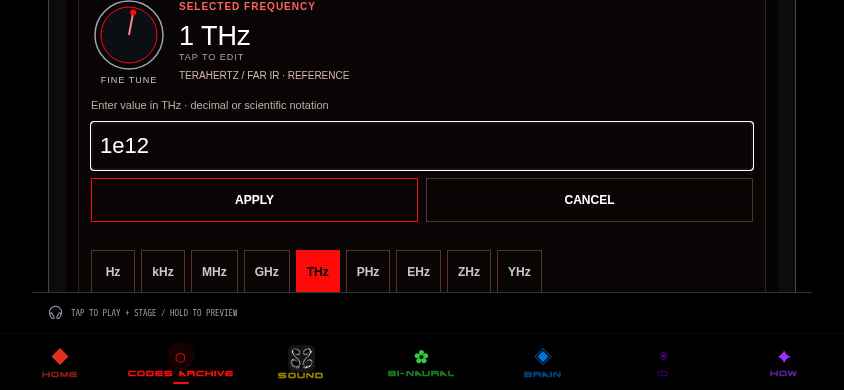 SELECTED FREQUENCY
1 THz
TAP TO EDIT
TERAHERTZ / FAR IR · REFERENCE
FINE TUNE
Enter value in THz · decimal or scientific notation
1e12
APPLY CANCEL
Hz kHz MHz GHz THz PHz EHz ZHz YHz
TAP TO PLAY + STAGE / HOLD TO PREVIEW
HOME CODES ARCHIVE SOUND BI-NAURAL BRAIN ID HOW